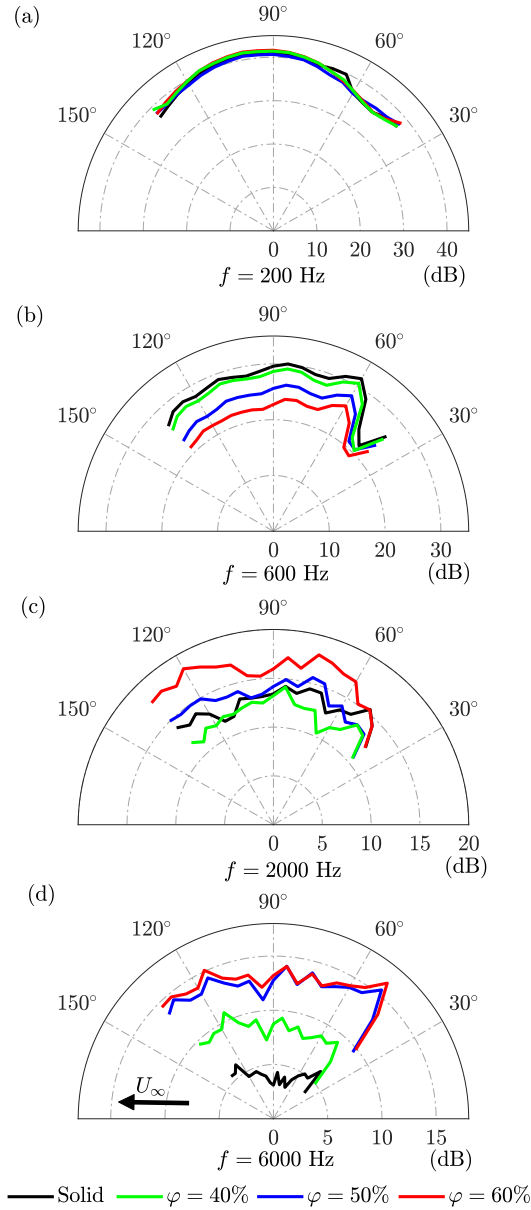 (a)
90°
120°
60°
150°
30°
0 10 20 30 40
f = 200 Hz (dB)
(b)
90°
120°
60°
150°
30°
0 10 20 30
f = 600 Hz (dB)
(c)
90°
120°
60°
150°
30°
0 5 10 15 20
f = 2000 Hz (dB)
(d)
90°
120°
60°
150°
30°
U∞
0 5 10 15
f = 6000 Hz (dB)
Solid φ = 40% φ = 50% φ = 60%